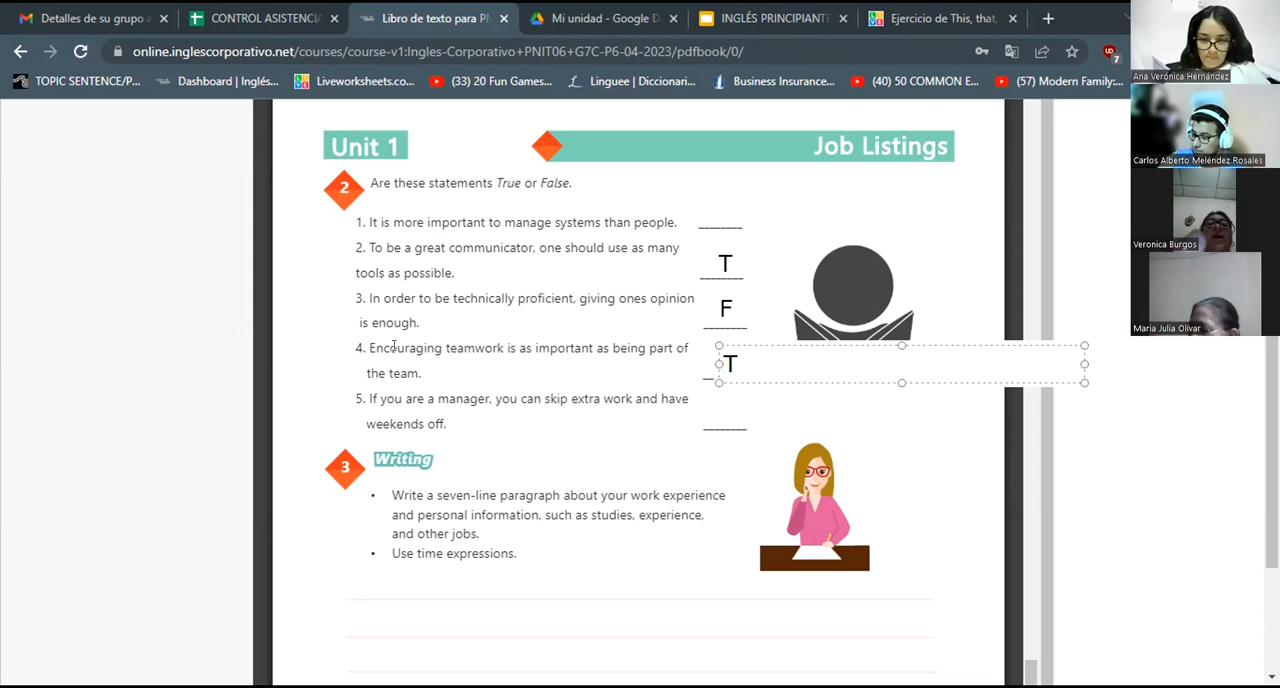 Detalles de su grupo a
CONTROL ASISTENCIA
Libro de texto para PN
Mi unidad - Google D
INGLÉS PRINCIPIANTE
Ejercicio de This, that,
online.inglescorporativo.net/courses/course-v1:Ingles-Corporativo+PNIT06+G7C-P6-04-2023/pdfbook/0/
7
TOPIC SENTENCE/P...
Dashboard | Inglés...
Liveworksheets.co...
(33) 20 Fun Games...
Linguee | Diccionari...
Business Insurance...
(40) 50 COMMON E...
(57) Modern Family:...
Ana Verónica Hernández
Carlos Alberto Meléndez Rosales
Veronica Burgos
Maria Julia Olivar
Unit 1
Job Listings
2 Are these statements True or False.
1. It is more important to manage systems than people. ________
2. To be a great communicator, one should use as many
tools as possible. T
3. In order to be technically proficient, giving ones opinion
is enough. F
4. Encouraging teamwork is as important as being part of
the team. T
5. If you are a manager, you can skip extra work and have
weekends off. ________
3 Writing
• Write a seven-line paragraph about your work experience
and personal information, such as studies, experience,
and other jobs.
• Use time expressions.